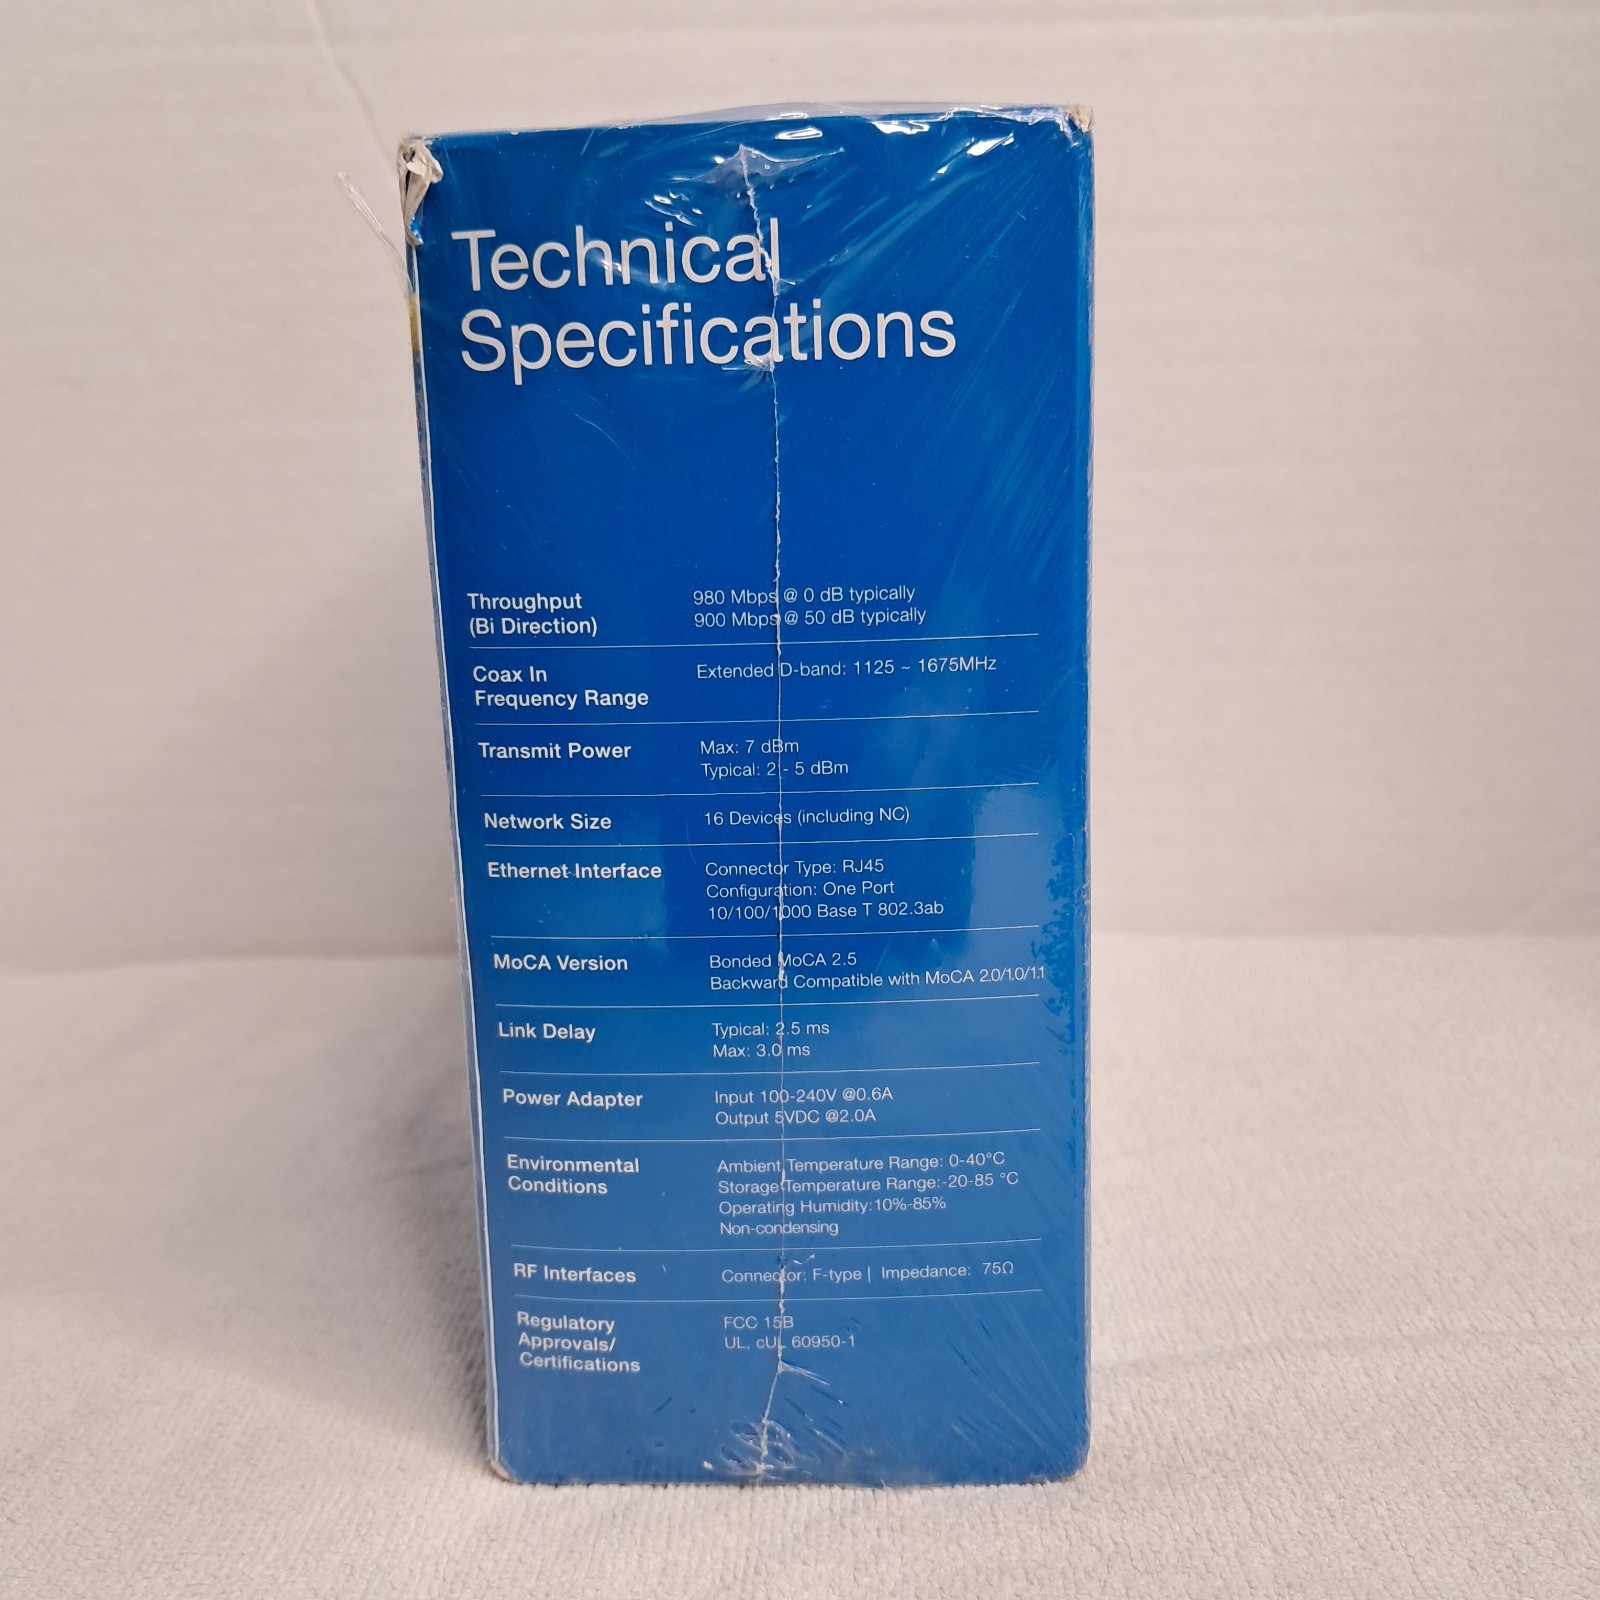 Technical
Specifications
Throughput
(Bi Direction)
980 Mbps @ 0 dB typically
900 Mbps @ 50 dB typically
Coax In
Frequency Range
Extended D-band: 1125 ~ 1675MHz
Transmit Power
Max: 7 dBm
Typical: 2 - 5 dBm
Network Size
16 Devices (including NC)
Ethernet Interface
Connector Type: RJ45
Configuration: One Port
10/100/1000 Base T 802.3ab
MoCA Version
Bonded MoCA 2.5
Backward Compatible with MoCA 2.0/1.0/1.1
Link Delay
Typical: 2.5 ms
Max: 3.0 ms
Power Adapter
Input 100-240V @0.6A
Output 5VDC @2.0A
Environmental
Conditions
Ambient Temperature Range: 0-40°C
Storage Temperature Range:-20-85 °C
Operating Humidity:10%-85%
Non-condensing
RF Interfaces
Connector: F-type | Impedance: 75Ω
Regulatory
Approvals/
Certifications
FCC 15B
UL, cUL 60950-1